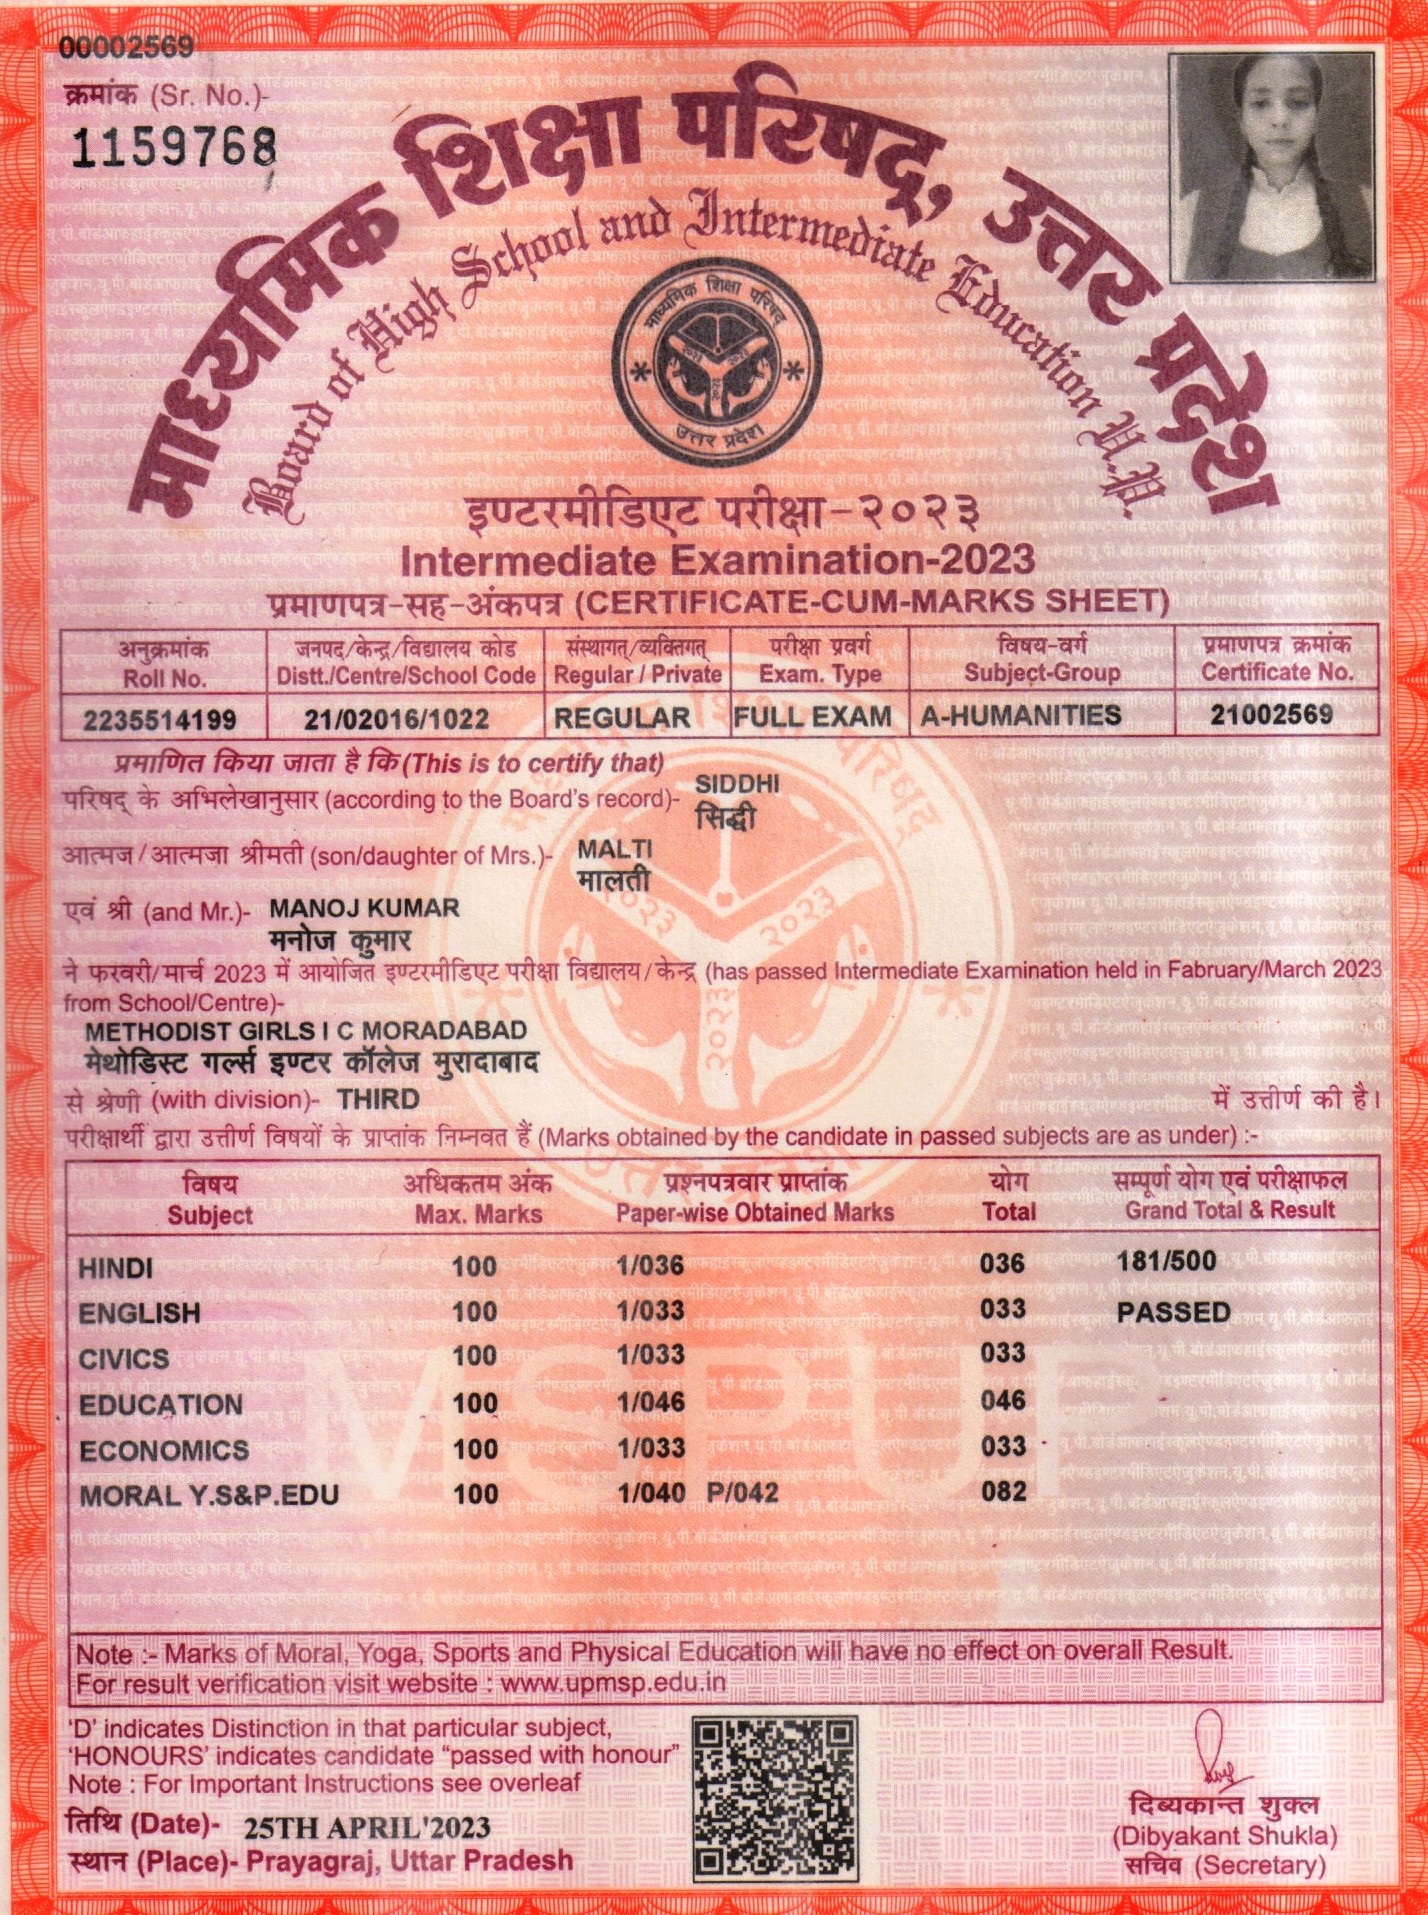 00002569
क्रमांक (Sr. No.)-
1159768
माध्यमिक शिक्षा परिषद्, उत्तर प्रदेश
Board of High School and Intermediate Education U.P.
माध्यमिक शिक्षा परिषद्
२०२३ २०२३
२०२३
उत्तर प्रदेश
इण्टरमीडिएट परीक्षा-२०२३
Intermediate Examination-2023
प्रमाणपत्र-सह-अंकपत्र (CERTIFICATE-CUM-MARKS SHEET)
अनुक्रमांक जनपद/केन्द्र/विद्यालय कोड संस्थागत्/व्यक्तिगत् परीक्षा प्रवर्ग विषय-वर्ग प्रमाणपत्र क्रमांक
Roll No. Distt./Centre/School Code Regular / Private Exam. Type Subject-Group Certificate No.
2235514199 21/02016/1022 REGULAR FULL EXAM A-HUMANITIES 21002569
प्रमाणित किया जाता है कि (This is to certify that)
परिषद् के अभिलेखानुसार (according to the Board's record)- SIDDHI
सिद्धी
आत्मज/आत्मजा श्रीमती (son/daughter of Mrs.)- MALTI
मालती
एवं श्री (and Mr.)- MANOJ KUMAR
मनोज कुमार
ने फरवरी/मार्च 2023 में आयोजित इण्टरमीडिएट परीक्षा विद्यालय/केन्द्र (has passed Intermediate Examination held in Fabruary/March 2023
from School/Centre)-
METHODIST GIRLS I C MORADABAD
मेथोडिस्ट गर्ल्स इण्टर कॉलेज मुरादाबाद
से श्रेणी (with division)- THIRD में उत्तीर्ण की है।
परीक्षार्थी द्वारा उत्तीर्ण विषयों के प्राप्तांक निम्नवत हैं (Marks obtained by the candidate in passed subjects are as under) :-
विषय अधिकतम अंक प्रश्नपत्रवार प्राप्तांक योग सम्पूर्ण योग एवं परीक्षाफल
Subject Max. Marks Paper-wise Obtained Marks Total Grand Total & Result
HINDI 100 1/036 036 181/500
ENGLISH 100 1/033 033 PASSED
CIVICS 100 1/033 033
EDUCATION 100 1/046 046
ECONOMICS 100 1/033 033
MORAL Y.S&P.EDU 100 1/040 P/042 082
MSPUP
Note :- Marks of Moral, Yoga, Sports and Physical Education will have no effect on overall Result.
For result verification visit website : www.upmsp.edu.in
'D' indicates Distinction in that particular subject,
'HONOURS' indicates candidate "passed with honour"
Note : For Important Instructions see overleaf
तिथि (Date)- 25TH APRIL'2023
स्थान (Place)- Prayagraj, Uttar Pradesh
दिब्यकान्त शुक्ल
(Dibyakant Shukla)
सचिव (Secretary)